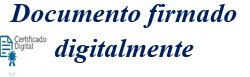 Documento firmado
Certificado
Digital
digitalmente